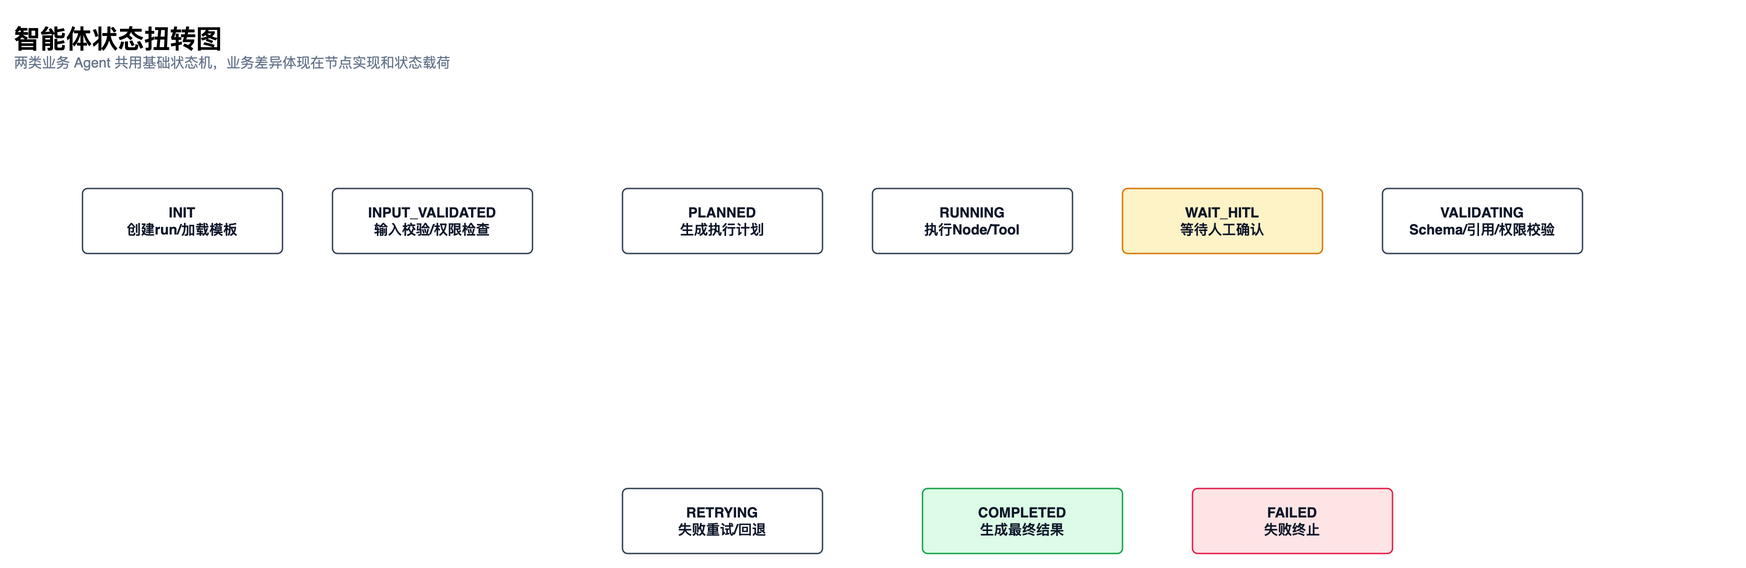 智能体状态扭转图
两类业务 Agent 共用基础状态机，业务差异体现在节点实现和状态载荷
INIT
创建run/加载模板
INPUT_VALIDATED
输入校验/权限检查
PLANNED
生成执行计划
RUNNING
执行Node/Tool
WAIT_HITL
等待人工确认
VALIDATING
Schema/引用/权限校验
RETRYING
失败重试/回退
COMPLETED
生成最终结果
FAILED
失败终止